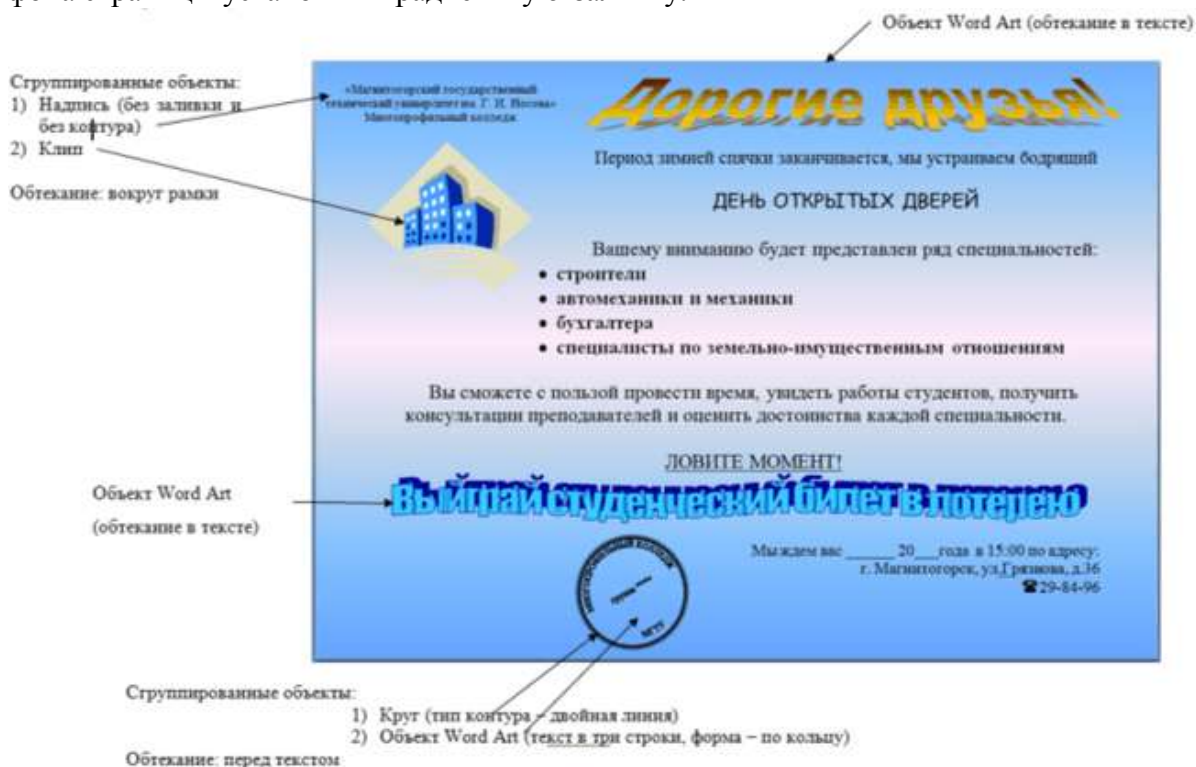 Объект Word Art (обтекание в тексте)
Сгруппированные объекты:
1) Надпись (без заливки и
без контура)
2) Клип
Обтекание: вокруг рамки
«Магнитогорский государственный
технический университет им. Г. И. Носова»
Многопрофильный колледж
Дорогие друзья!
Период зимней спячки заканчивается, мы устраиваем бодрящий
ДЕНЬ ОТКРЫТЫХ ДВЕРЕЙ
Вашему вниманию будет представлен ряд специальностей:
• строители
• автомеханики и механики
• бухгалтера
• специалисты по земельно-имущественным отношениям
Вы сможете с пользой провести время, увидеть работы студентов, получить
консультации преподавателей и оценить достоинства каждой специальности.
ЛОВИТЕ МОМЕНТ!
Объект Word Art
(обтекание в тексте)
Выйграй студенческий билет в лотерею
Мы ждем вас ______ 20___года в 15:00 по адресу:
г. Магнитогорск, ул,Грязнова, д.36
☎29-84-96
МНОГОПРОФИЛЬНЫЙ КОЛЛЕДЖ
МГТУ
Сгруппированные объекты:
1) Круг (тип контура – двойная линия)
2) Объект Word Art (текст в три строки, форма – по кольцу)
Обтекание: перед текстом